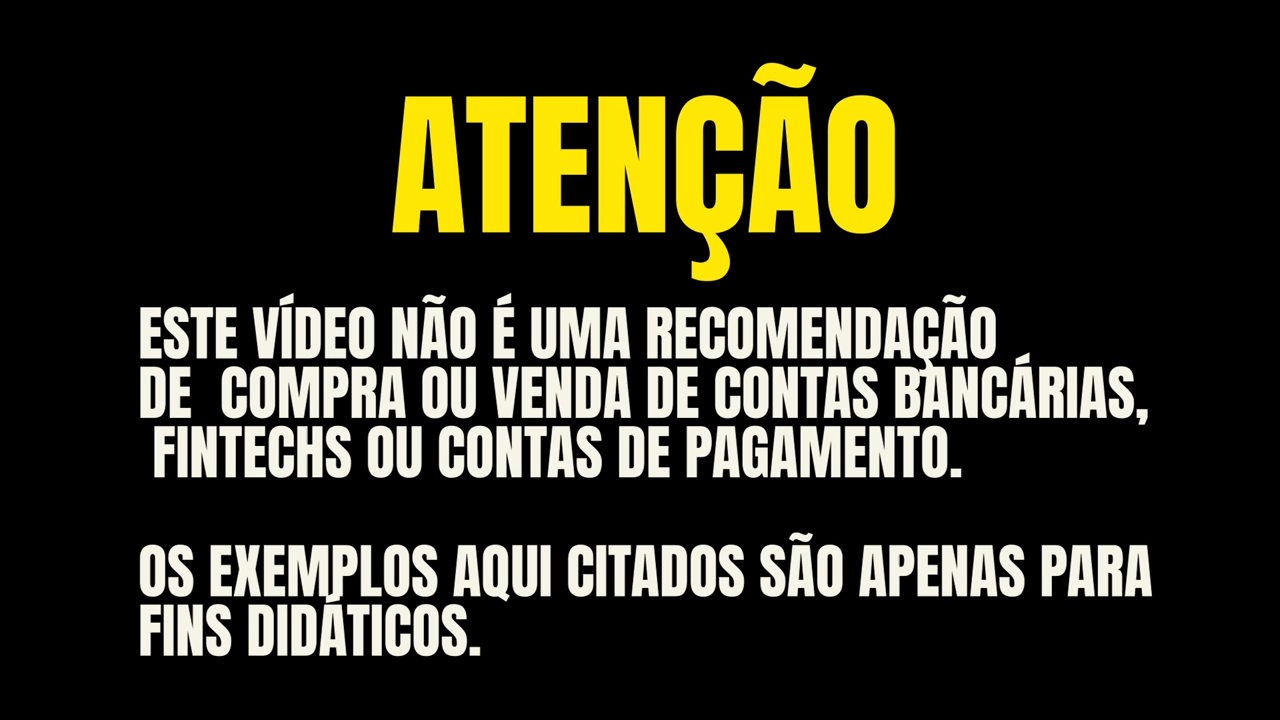 ATENÇÃO
ESTE VÍDEO NÃO É UMA RECOMENDAÇÃO
DE COMPRA OU VENDA DE CONTAS BANCÁRIAS,
FINTECHS OU CONTAS DE PAGAMENTO.
OS EXEMPLOS AQUI CITADOS SÃO APENAS PARA
FINS DIDÁTICOS.